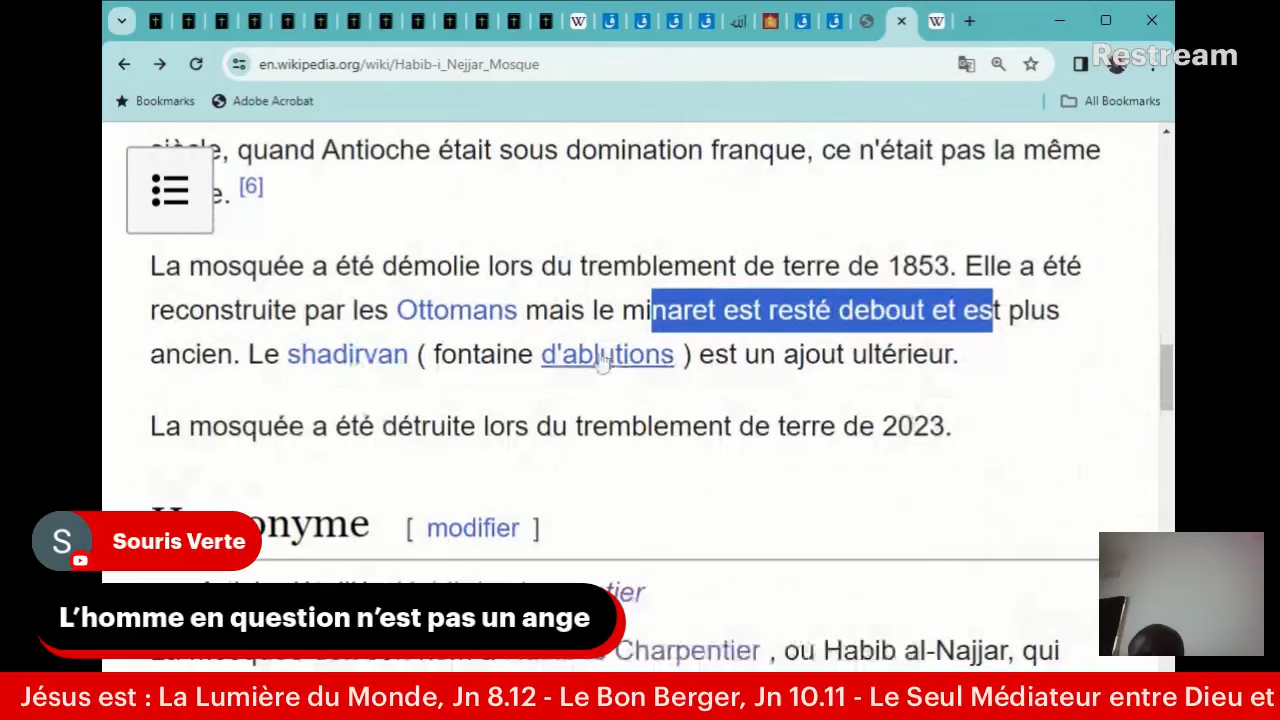 en.wikipedia.org/wiki/Habib-i_Nejjar_Mosque
Restream
Bookmarks
Adobe Acrobat
All Bookmarks
siècle, quand Antioche était sous domination franque, ce n'était pas la même
e. [6]
La mosquée a été démolie lors du tremblement de terre de 1853. Elle a été
reconstruite par les Ottomans mais le minaret est resté debout et est plus
ancien. Le shadirvan ( fontaine d'ablutions ) est un ajout ultérieur.
La mosquée a été détruite lors du tremblement de terre de 2023.
[ modifier ]
S
Souris Verte
L'homme en question n'est pas un ange
Charpentier , ou Habib al-Najjar, qui
Jésus est : La Lumière du Monde, Jn 8.12 - Le Bon Berger, Jn 10.11 - Le Seul Médiateur entre Dieu et